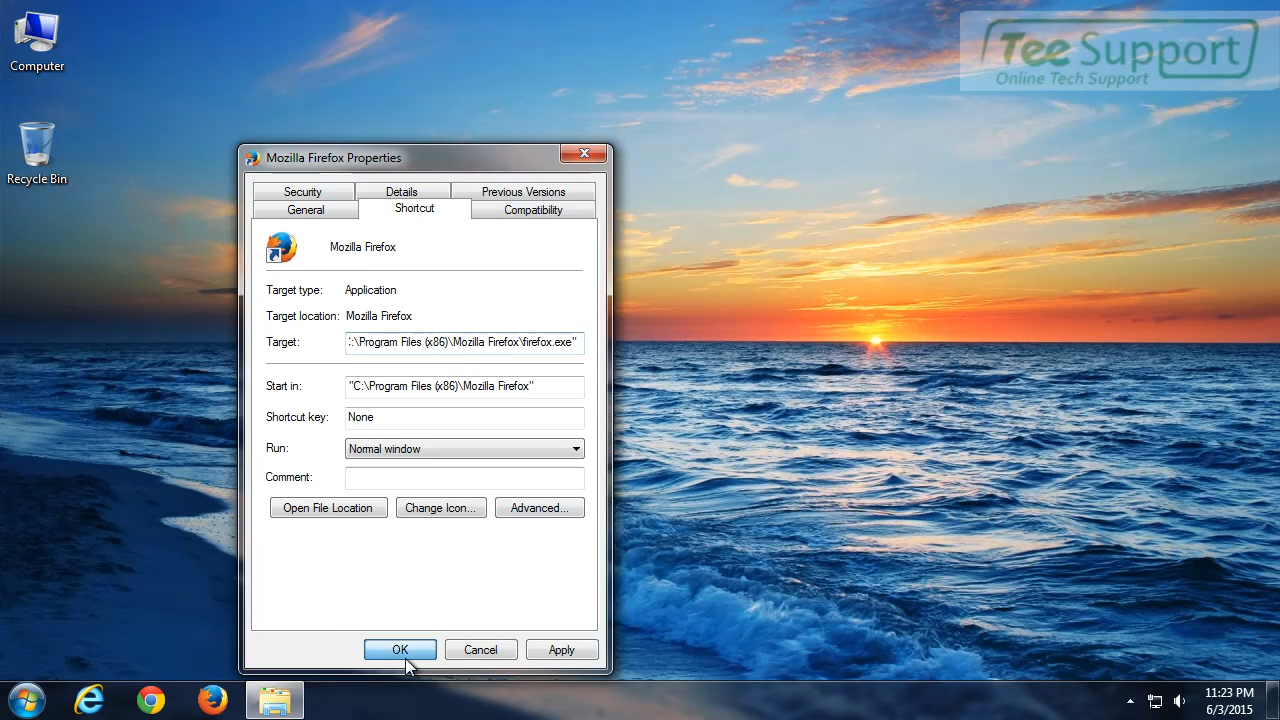 Computer
Recycle Bin
Tee Support
Online Tech Support
Mozilla Firefox Properties
Security Details Previous Versions
General Shortcut Compatibility
Mozilla Firefox
Target type: Application
Target location: Mozilla Firefox
Target: :\Program Files (x86)\Mozilla Firefox\firefox.exe"
Start in: "C:\Program Files (x86)\Mozilla Firefox"
Shortcut key: None
Run: Normal window
Comment:
Open File Location Change Icon... Advanced...
OK Cancel Apply
11:23 PM
6/3/2015